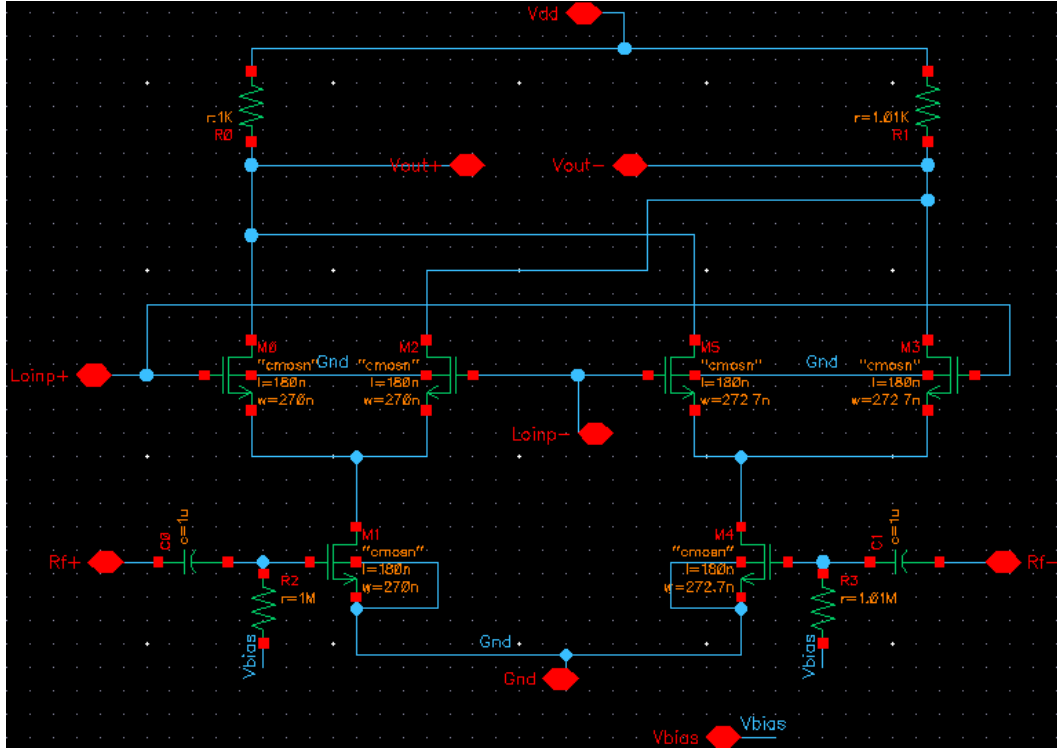 Vdd
r:1K
R0
r=1.01K
R1
Vout+
Vout-
M0
Gnd
M2
M5
Gnd
M3
"cmosn"
"cmosn"
"cmosn"
"cmosn"
Loinp+
l=180n
l=180n
l=180n
l=180n
w=270n
w=270n
w=272.7n
w=272.7n
Loinp-
c=1u
C0
M1
M4
c=1u
C1
"cmosn"
"cmosn"
Rf+
l=180n
l=180n
Rf-
R2
w=270n
w=272.7n
R3
r=1M
r=1.01M
Vbias
Gnd
Vbias
Gnd
Vbias
Vbias